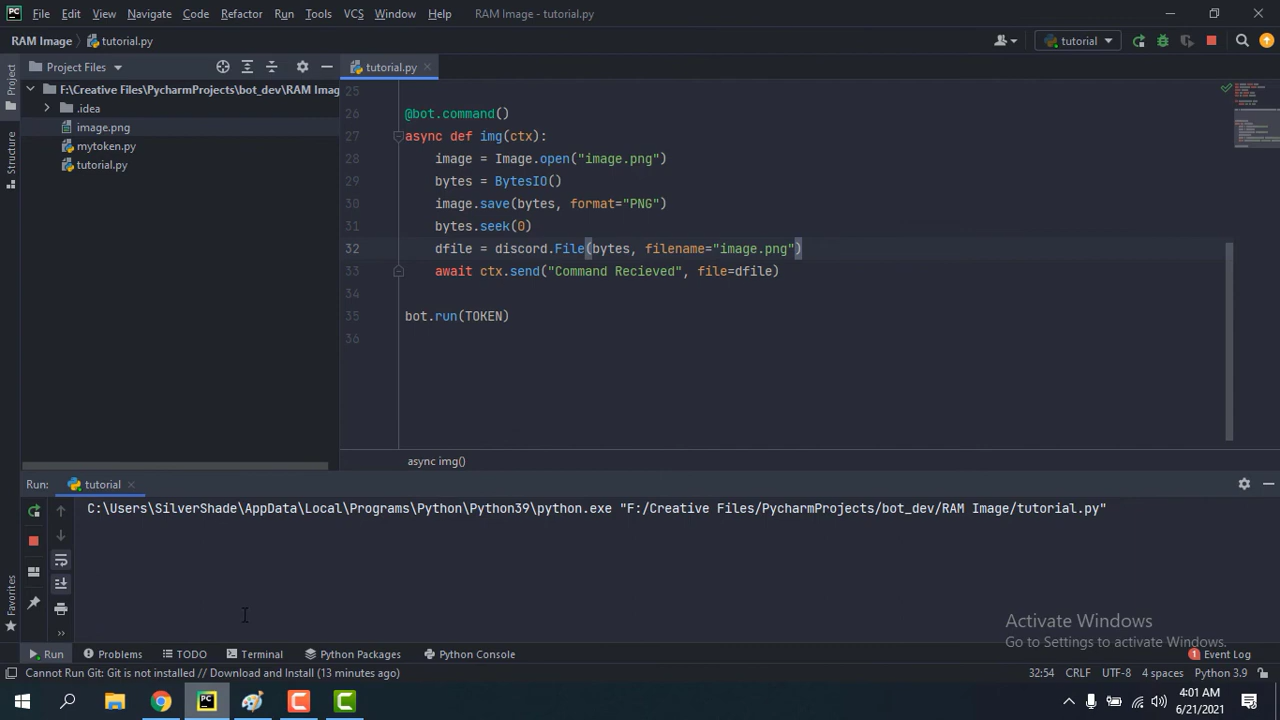 PC File Edit View Navigate Code Refactor Run Tools VCS Window Help RAM Image - tutorial.py
RAM Image tutorial.py tutorial
Project
Project Files
tutorial.py
F:\Creative Files\PycharmProjects\bot_dev\RAM Imag
.idea
image.png
mytoken.py
tutorial.py
Structure
25
26 @bot.command()
27 async def img(ctx):
28 image = Image.open("image.png")
29 bytes = BytesIO()
30 image.save(bytes, format="PNG")
31 bytes.seek(0)
32 dfile = discord.File(bytes, filename="image.png")
33 await ctx.send("Command Recieved", file=dfile)
34
35 bot.run(TOKEN)
36
async img()
Run: tutorial
C:\Users\SilverShade\AppData\Local\Programs\Python\Python39\python.exe "F:/Creative Files/PycharmProjects/bot_dev/RAM Image/tutorial.py"
Favorites
Activate Windows
Go to Settings to activate Windows.
Run Problems TODO Terminal Python Packages Python Console 1 Event Log
Cannot Run Git: Git is not installed // Download and Install (13 minutes ago) 32:54 CRLF UTF-8 4 spaces Python 3.9
PC C C 4:01 AM
6/21/2021